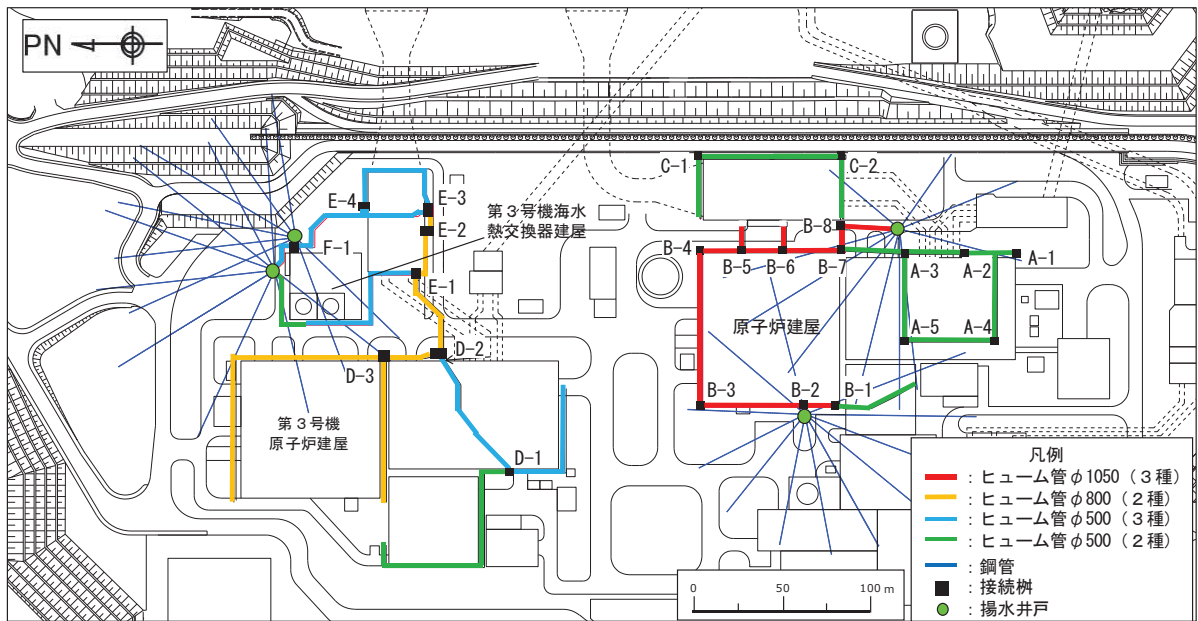 PN
C-1
C-2
E-4
E-3
E-2
第3号機海水
熱交換器建屋
F-1
B-8
B-4
B-5
B-6
B-7
A-3
A-2
A-1
E-1
原子炉建屋
A-5
A-4
D-2
D-3
B-3
B-2
B-1
第3号機
原子炉建屋
D-1
凡例
：ヒューム管φ1050（3種）
：ヒューム管φ800（2種）
：ヒューム管φ500（3種）
：ヒューム管φ500（2種）
：鋼管
：接続桝
：揚水井戸
0 50 100 m